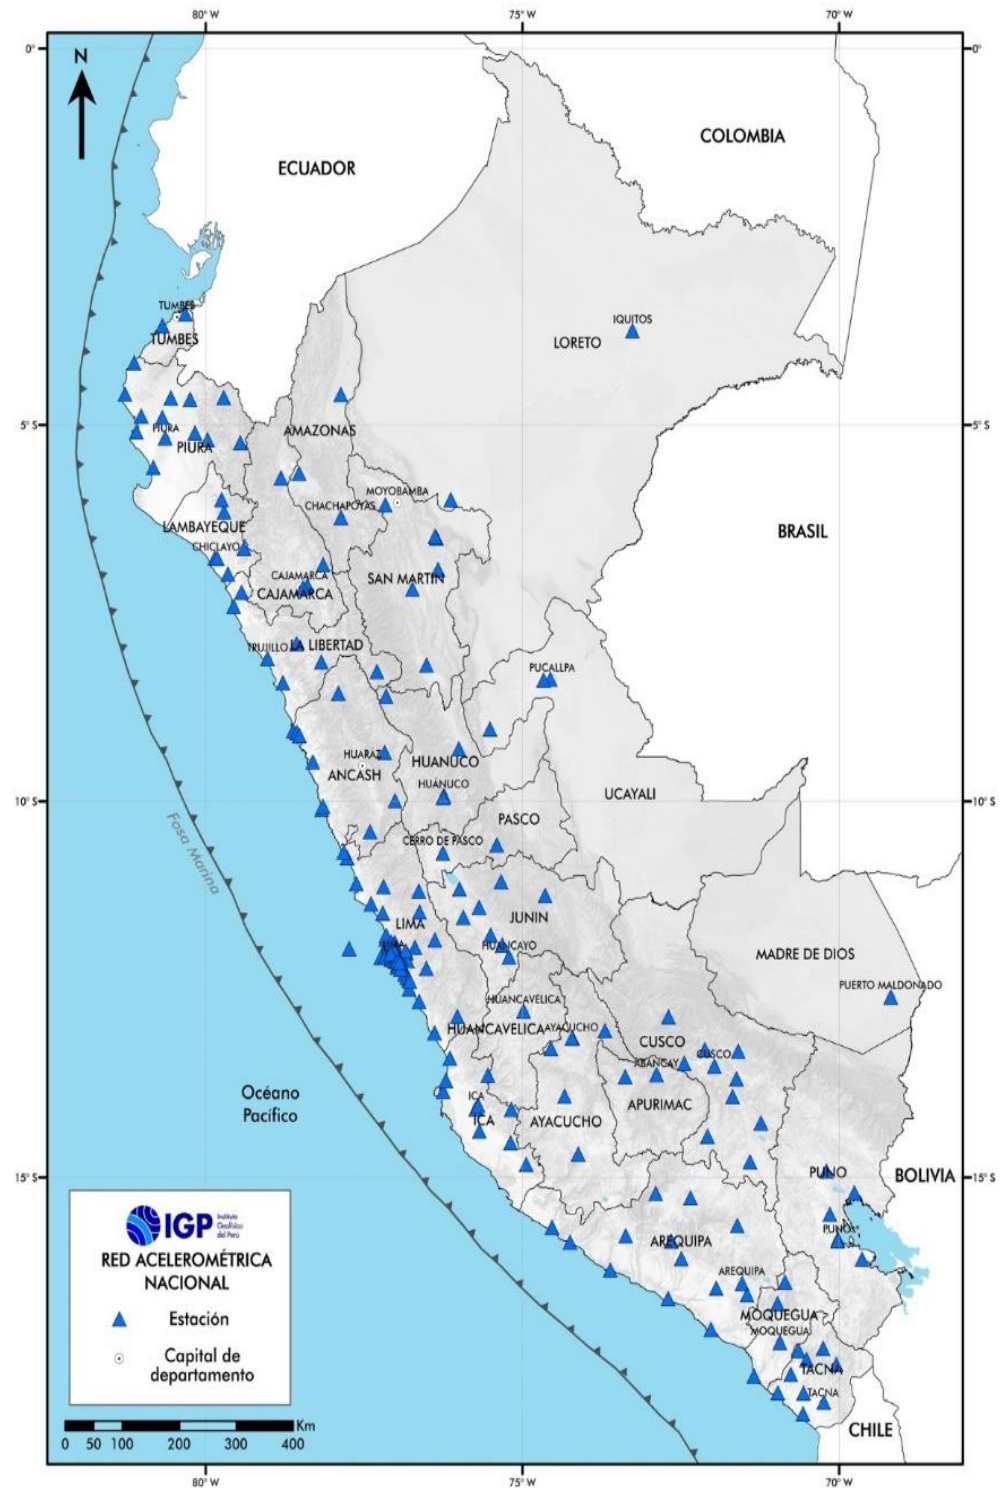 80° W
75° W
70° W
0°
0°
N
COLOMBIA
ECUADOR
TUMBES
TUMBES
IQUITOS
LORETO
5° S
5° S
AMAZONAS
PIURA
PIURA
MOYOBAMBA
CHACHAPOYAS
LAMBAYEQUE
BRASIL
CHICLAYO
CAJAMARCA
SAN MARTIN
CAJAMARCA
TRUJILLO
LA LIBERTAD
PUCALLPA
HUARAZ
HUANUCO
ANCASH
HUANUCO
UCAYALI
10° S
10° S
PASCO
Fosa Marina
CERRO DE PASCO
JUNIN
LIMA
LIMA
HUANCAYO
MADRE DE DIOS
PUERTO MALDONADO
HUANCAVELICA
HUANCAVELICA
AYACUCHO
CUSCO
CUSCO
ABANCAY
Océano
Pacífico
ICA
APURIMAC
ICA
AYACUCHO
15° S
15° S
PUNO
BOLIVIA
PUNO
AREQUIPA
AREQUIPA
MOQUEGUA
MOQUEGUA
TACNA
TACNA
CHILE
IGP
Instituto
Geofísico
del Perú
RED ACELEROMÉTRICA
NACIONAL
Estación
Capital de
departamento
Km
0 50 100 200 300 400
80° W
75° W
70° W